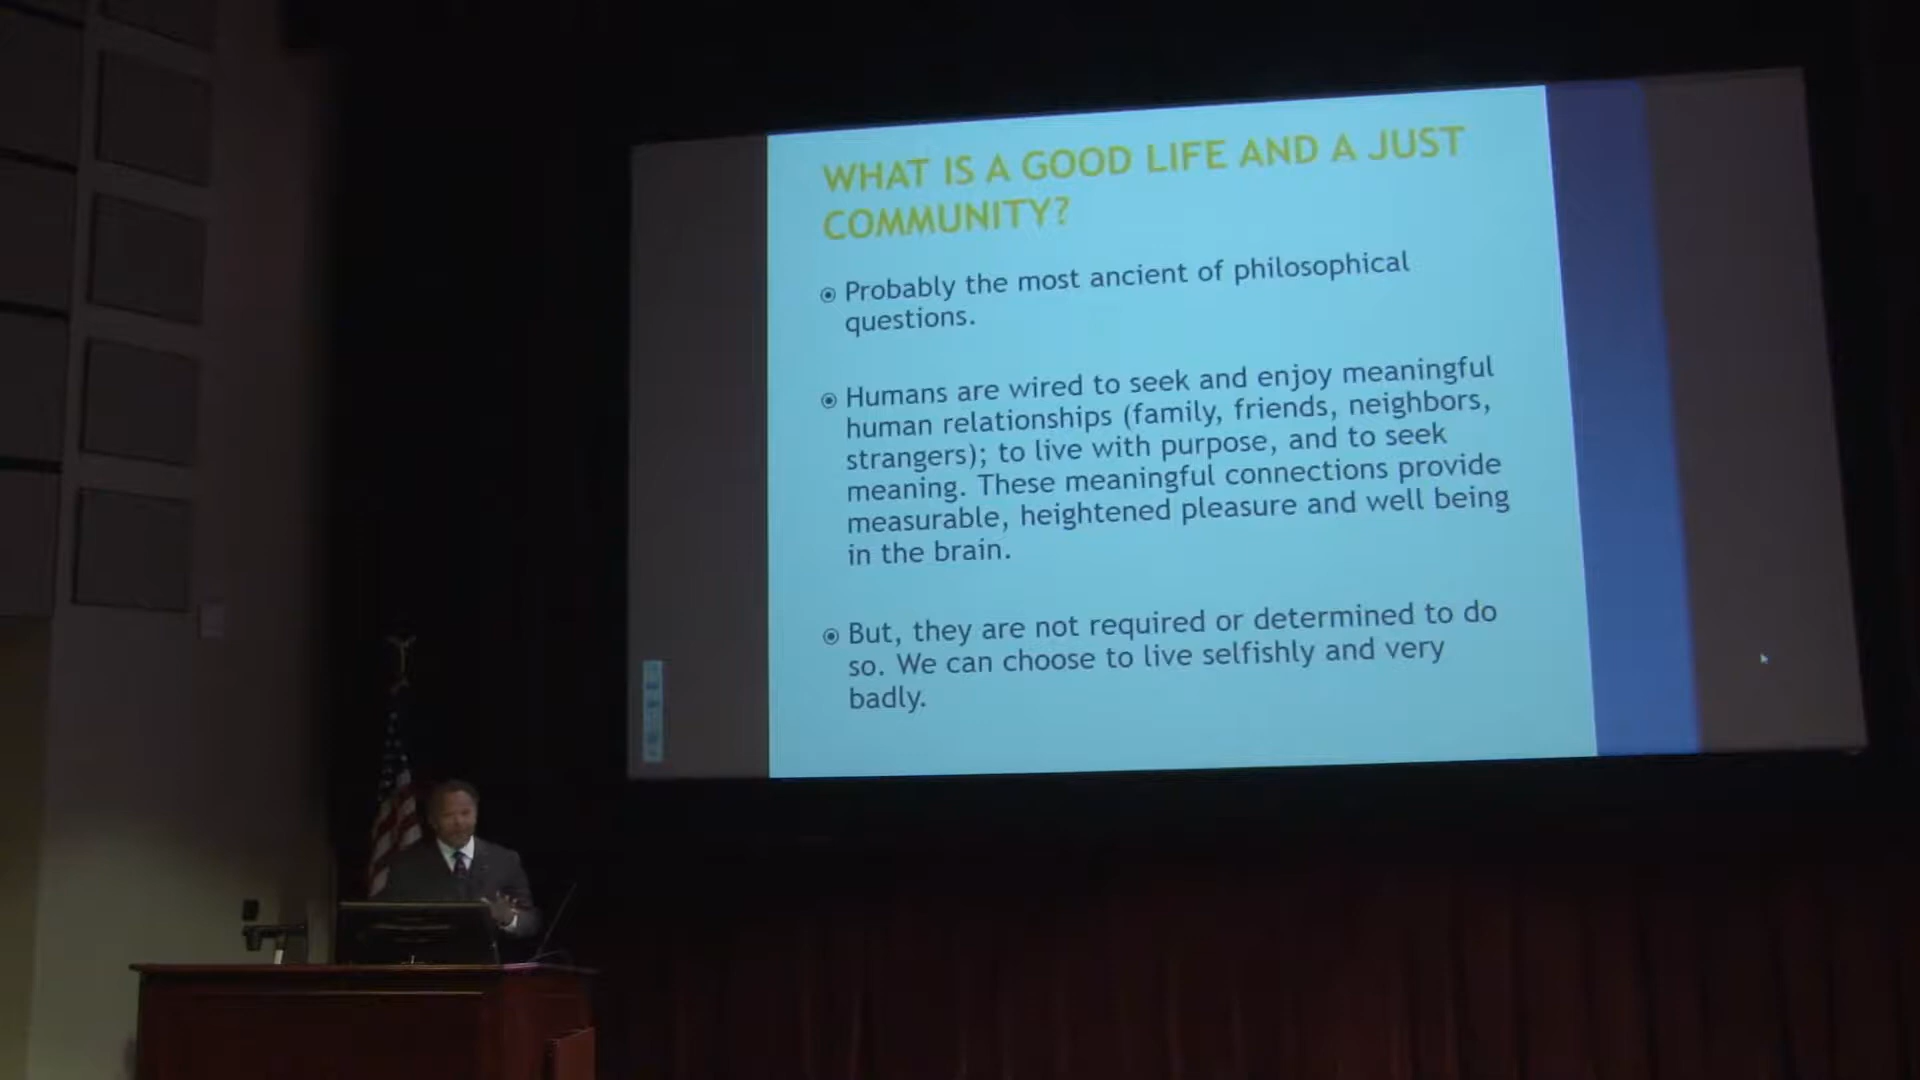 WHAT IS A GOOD LIFE AND A JUST
COMMUNITY?
Probably the most ancient of philosophical
questions.
Humans are wired to seek and enjoy meaningful
human relationships (family, friends, neighbors,
strangers); to live with purpose, and to seek
meaning. These meaningful connections provide
measurable, heightened pleasure and well being
in the brain.
But, they are not required or determined to do
so. We can choose to live selfishly and very
badly.